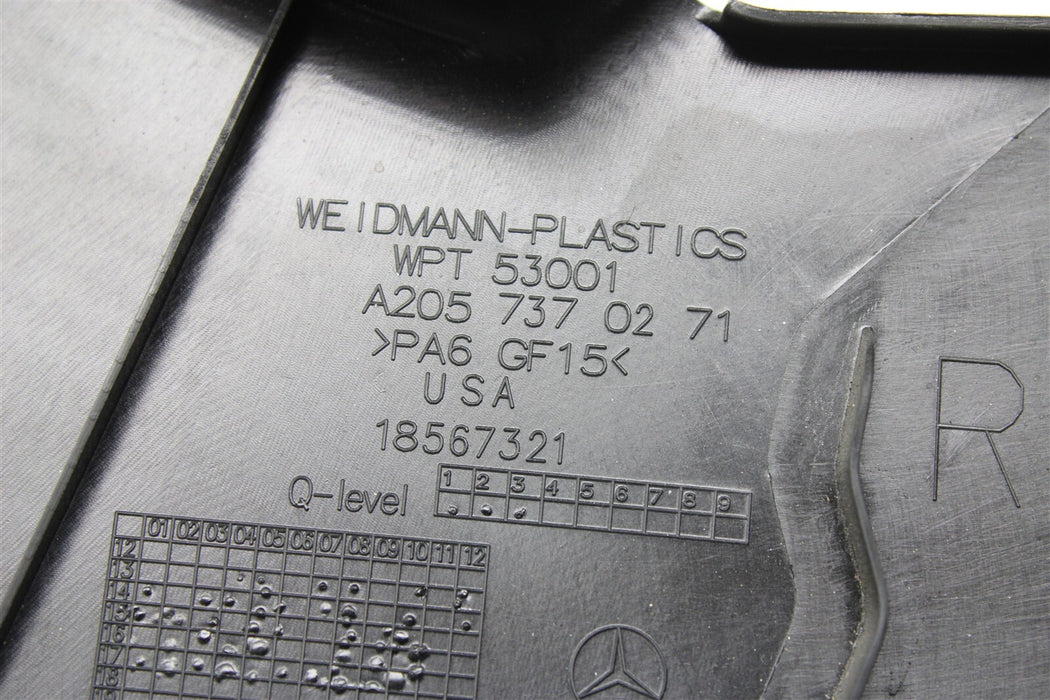 WEIDMANN-PLASTICS
WPT 53001
A205 737 02 71
>PA6 GF15<
USA
18567321
R
Q-level
1 2 3 4 5 6 7 8 9
01 02 03 04 05 06 07 08 09 10 11 12
12
13
14
15
16
17
18
19